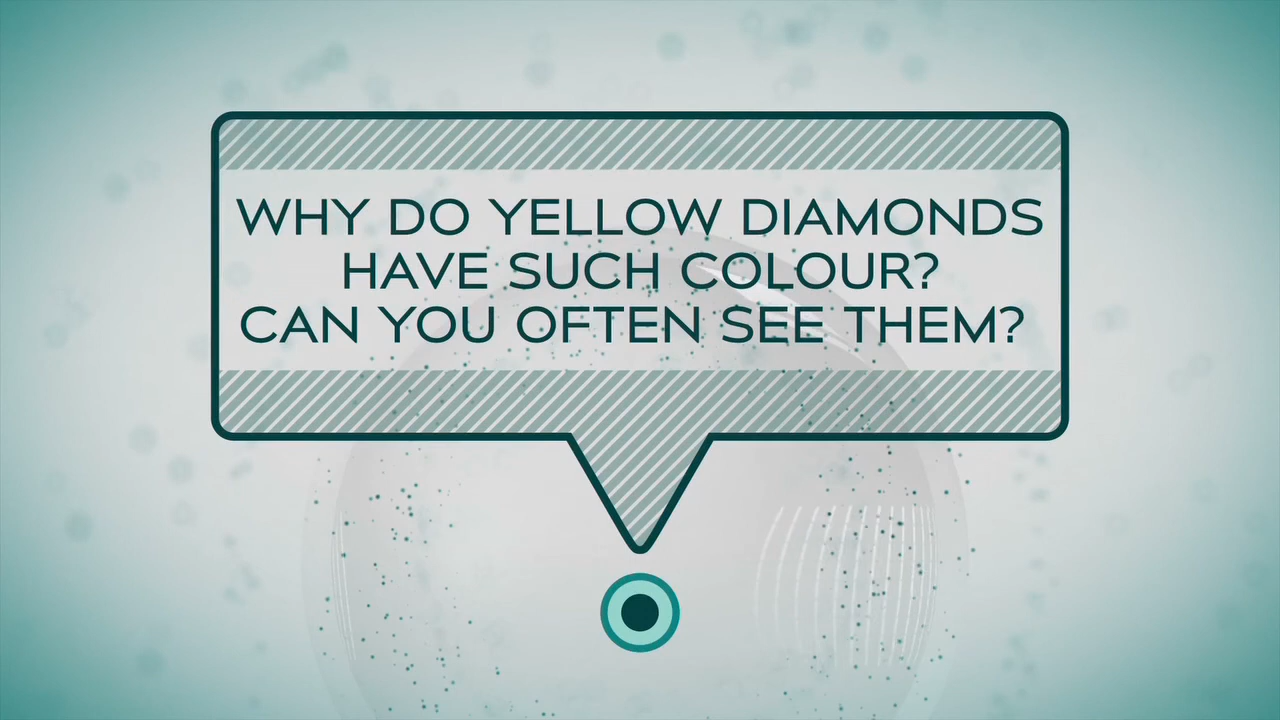 WHY DO YELLOW DIAMONDS
HAVE SUCH COLOUR?
CAN YOU OFTEN SEE THEM?